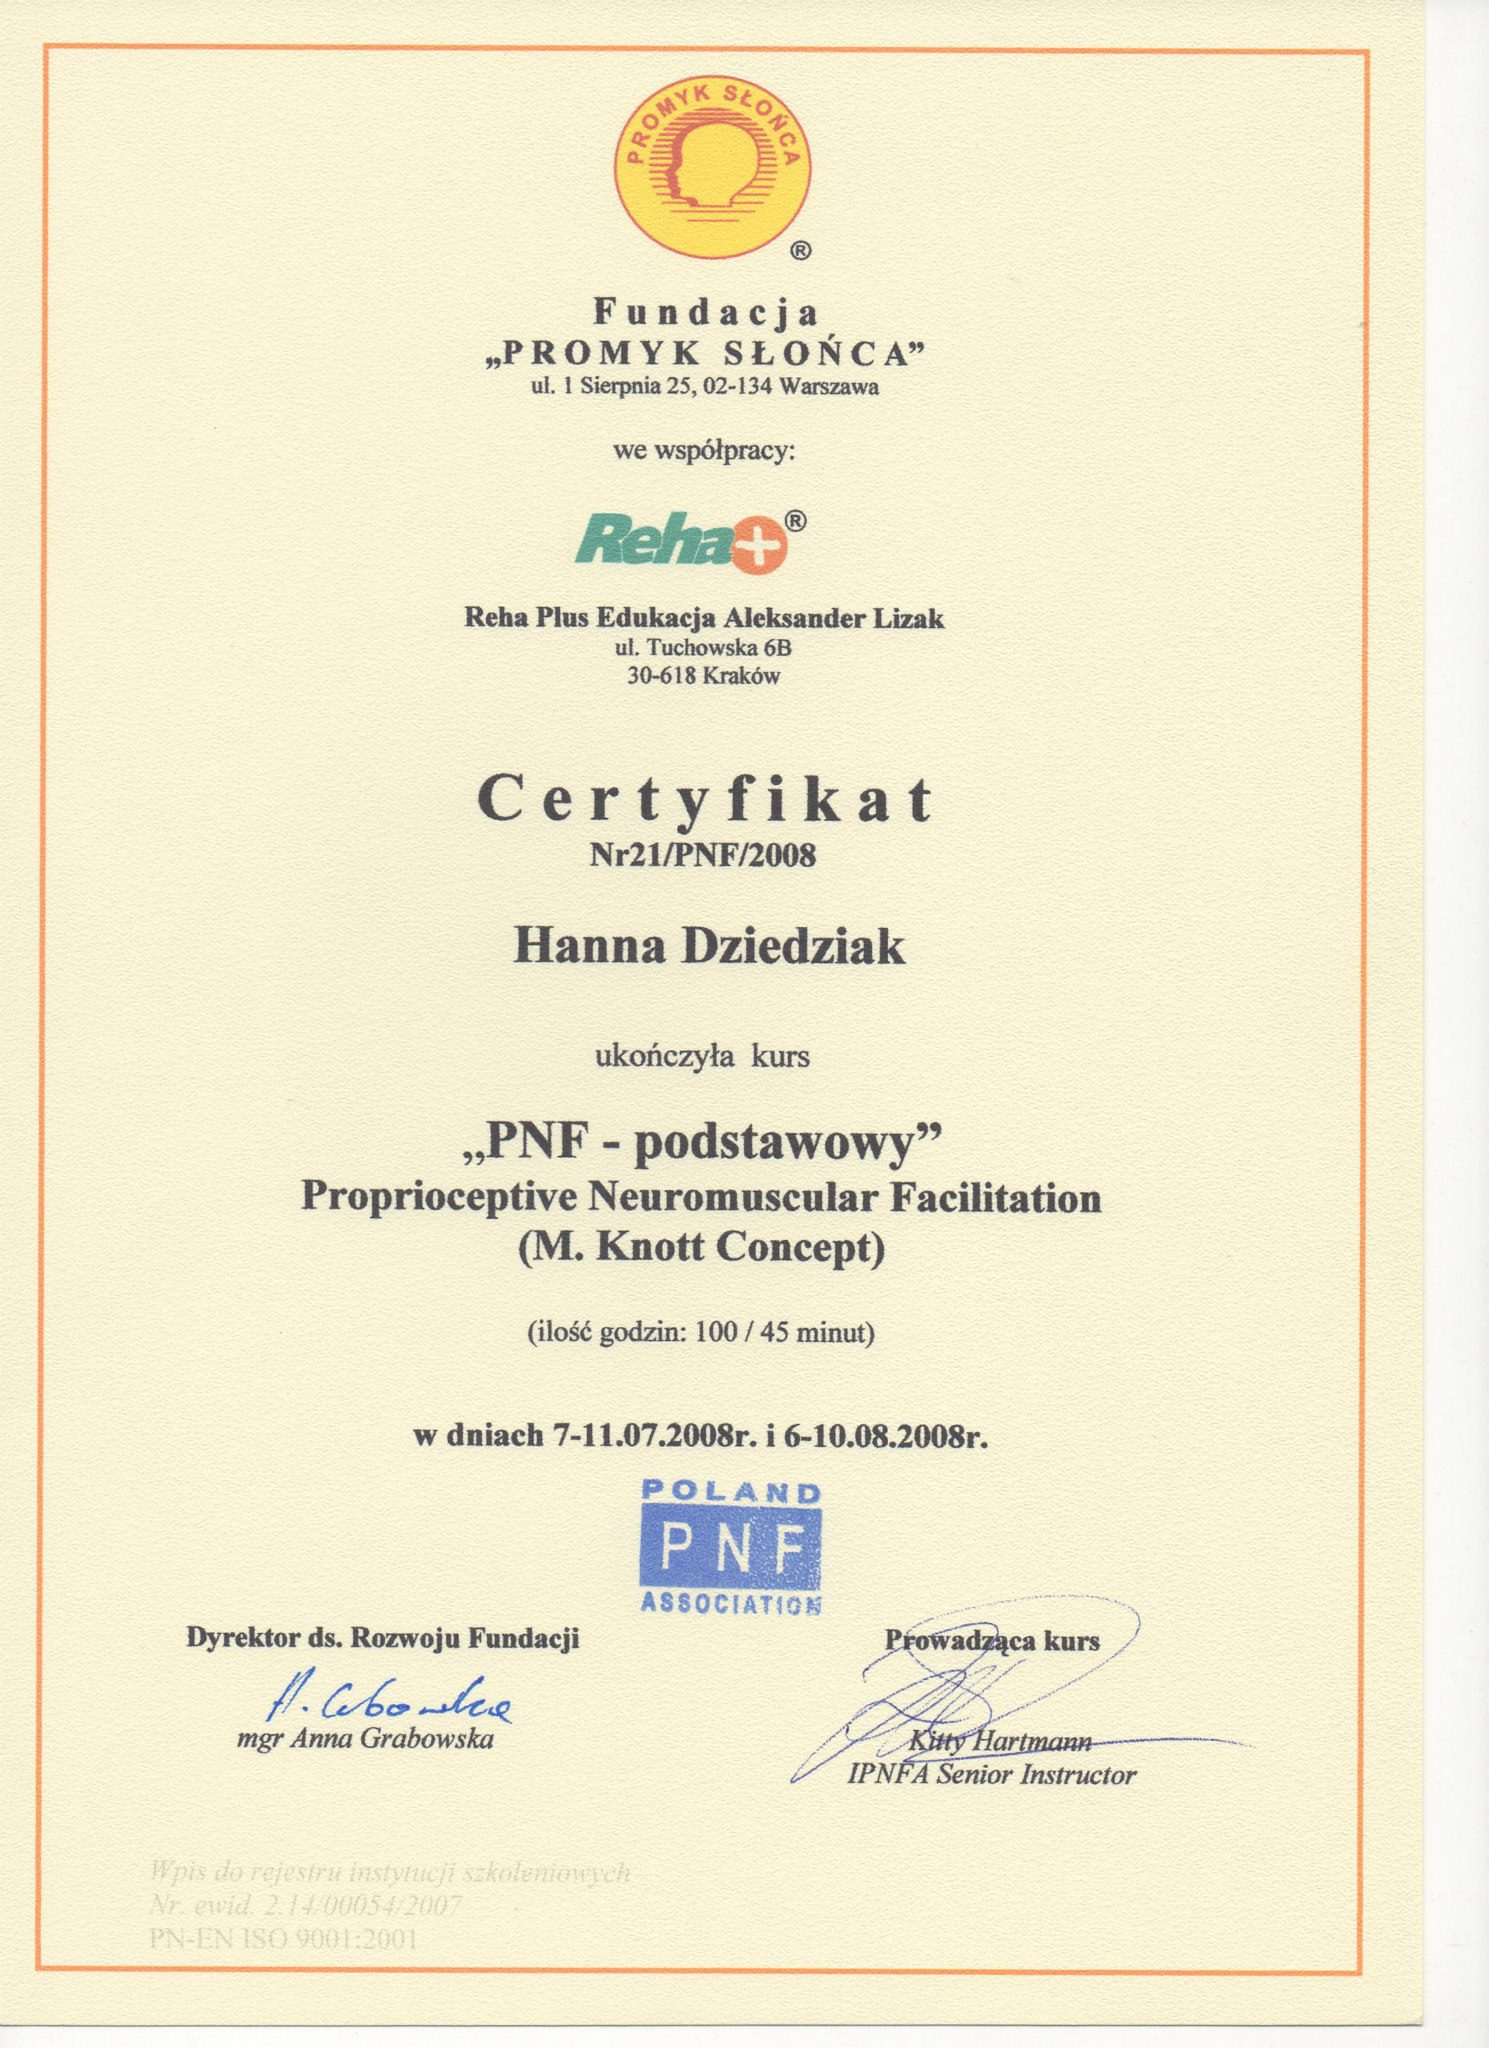 PROMYK SŁOŃCA
®
Fundacja
„PROMYK SŁOŃCA”
ul. 1 Sierpnia 25, 02-134 Warszawa
we współpracy:
Reha+®
Reha Plus Edukacja Aleksander Lizak
ul. Tuchowska 6B
30-618 Kraków
Certyfikat
Nr21/PNF/2008
Hanna Dziedziak
ukończyła kurs
„PNF - podstawowy”
Proprioceptive Neuromuscular Facilitation
(M. Knott Concept)
(ilość godzin: 100 / 45 minut)
w dniach 7-11.07.2008r. i 6-10.08.2008r.
POLAND
PNF
ASSOCIATION
Dyrektor ds. Rozwoju Fundacji
mgr Anna Grabowska
Prowadząca kurs
Kitty Hartmann
IPNFA Senior Instructor
Wpis do rejestru instytucji szkoleniowych
Nr. ewid. 2.14/00054/2007
PN-EN ISO 9001:2001